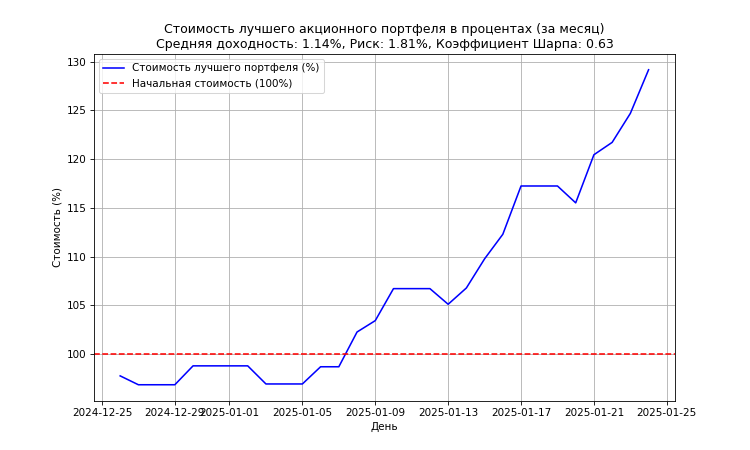 Стоимость лучшего акционного портфеля в процентах (за месяц)
Средняя доходность: 1.14%, Риск: 1.81%, Коэффициент Шарпа: 0.63
Стоимость лучшего портфеля (%)
Начальная стоимость (100%)
Стоимость (%)
130
125
120
115
110
105
100
2024-12-25
2024-12-29
2025-01-01
2025-01-05
2025-01-09
2025-01-13
2025-01-17
2025-01-21
2025-01-25
День